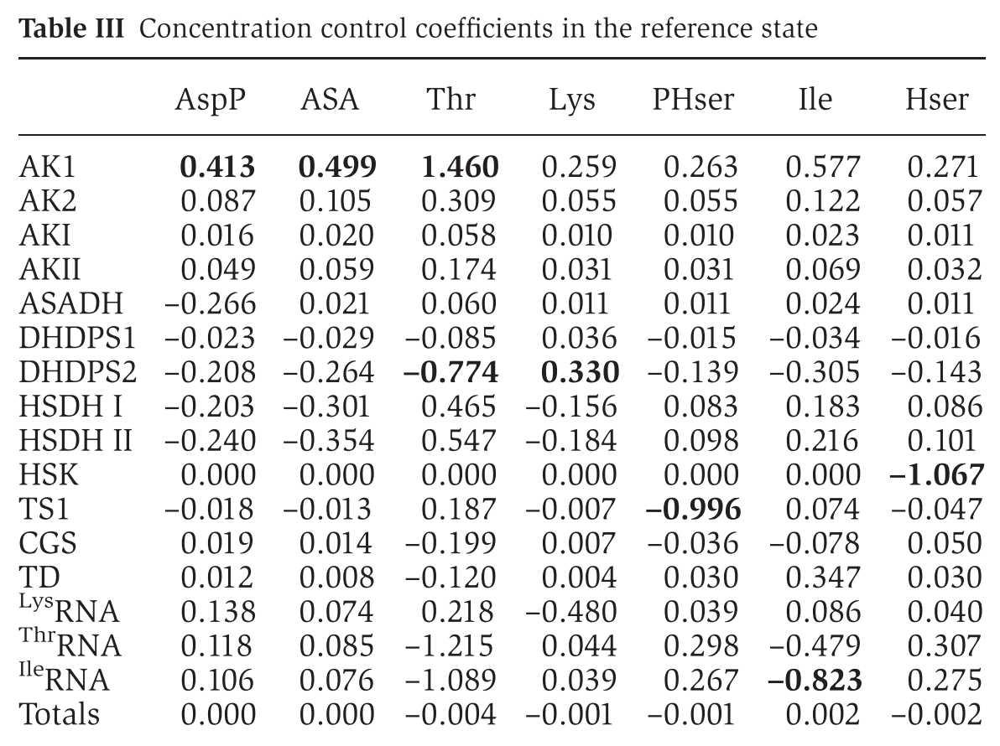 Table III Concentration control coefficients in the reference state
AspP ASA Thr Lys PHser Ile Hser
AK1 0.413 0.499 1.460 0.259 0.263 0.577 0.271
AK2 0.087 0.105 0.309 0.055 0.055 0.122 0.057
AKI 0.016 0.020 0.058 0.010 0.010 0.023 0.011
AKII 0.049 0.059 0.174 0.031 0.031 0.069 0.032
ASADH –0.266 0.021 0.060 0.011 0.011 0.024 0.011
DHDPS1 –0.023 –0.029 –0.085 0.036 –0.015 –0.034 –0.016
DHDPS2 –0.208 –0.264 –0.774 0.330 –0.139 –0.305 –0.143
HSDH I –0.203 –0.301 0.465 –0.156 0.083 0.183 0.086
HSDH II –0.240 –0.354 0.547 –0.184 0.098 0.216 0.101
HSK 0.000 0.000 0.000 0.000 0.000 0.000 –1.067
TS1 –0.018 –0.013 0.187 –0.007 –0.996 0.074 –0.047
CGS 0.019 0.014 –0.199 0.007 –0.036 –0.078 0.050
TD 0.012 0.008 –0.120 0.004 0.030 0.347 0.030
LysRNA 0.138 0.074 0.218 –0.480 0.039 0.086 0.040
ThrRNA 0.118 0.085 –1.215 0.044 0.298 –0.479 0.307
IleRNA 0.106 0.076 –1.089 0.039 0.267 –0.823 0.275
Totals 0.000 0.000 –0.004 –0.001 –0.001 0.002 –0.002